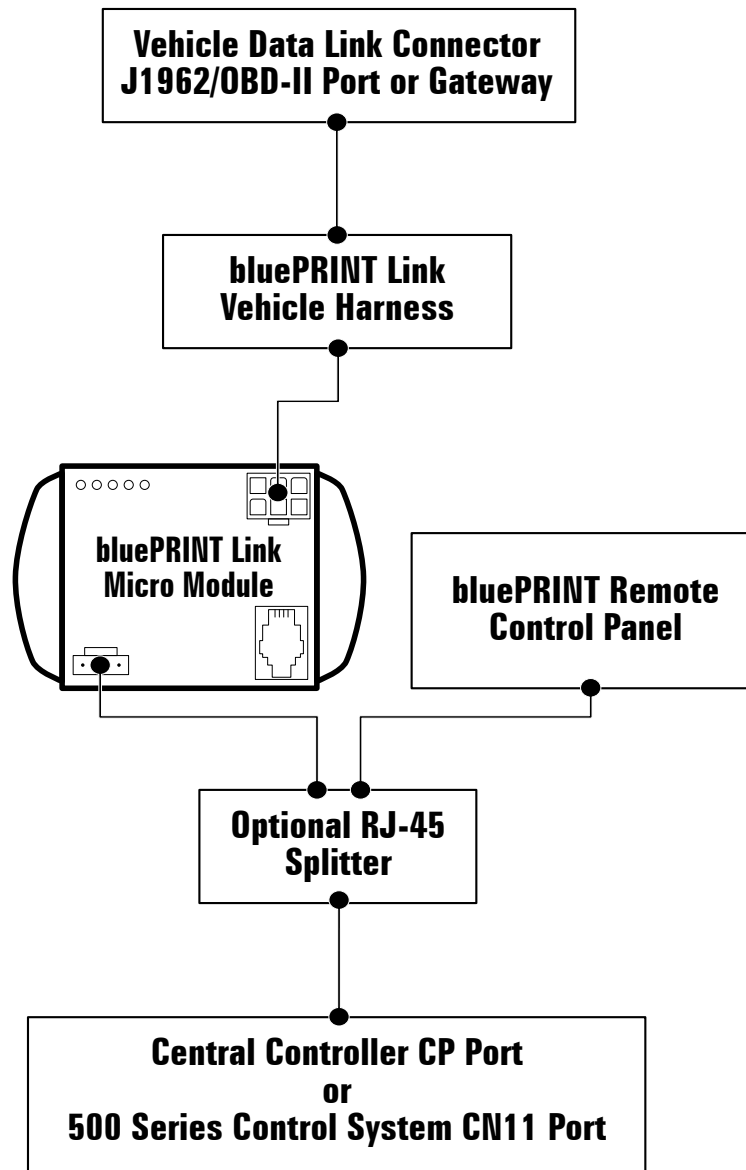 Vehicle Data Link Connector
J1962/OBD-II Port or Gateway
bluePRINT Link
Vehicle Harness
bluePRINT Link
Micro Module
bluePRINT Remote
Control Panel
Optional RJ-45
Splitter
Central Controller CP Port
or
500 Series Control System CN11 Port